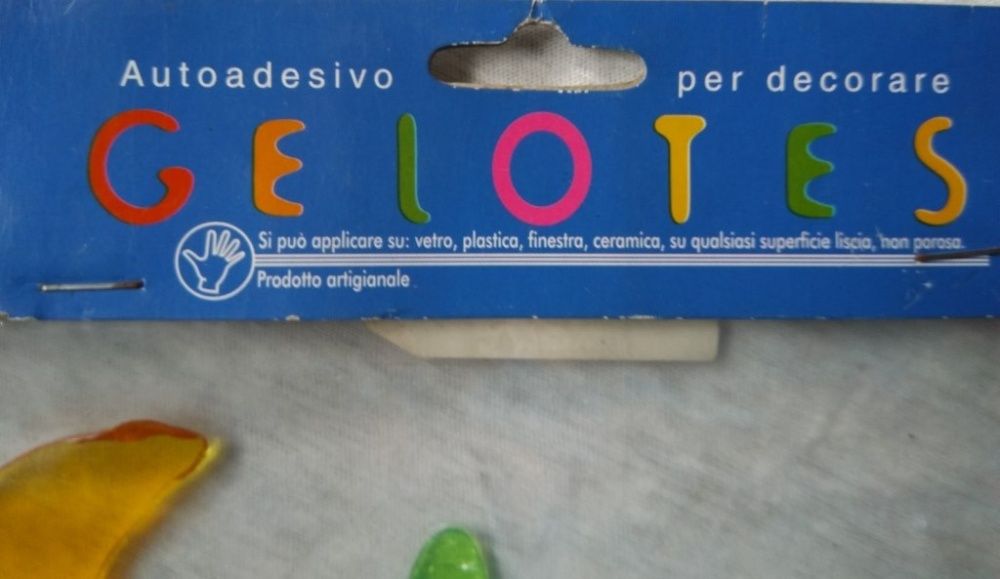 Autoadesivo per decorare
GELOTES
Si può applicare su: vetro, plastica, finestra, ceramica, su qualsiasi superficie liscia, non porosa.
Prodotto artigianale